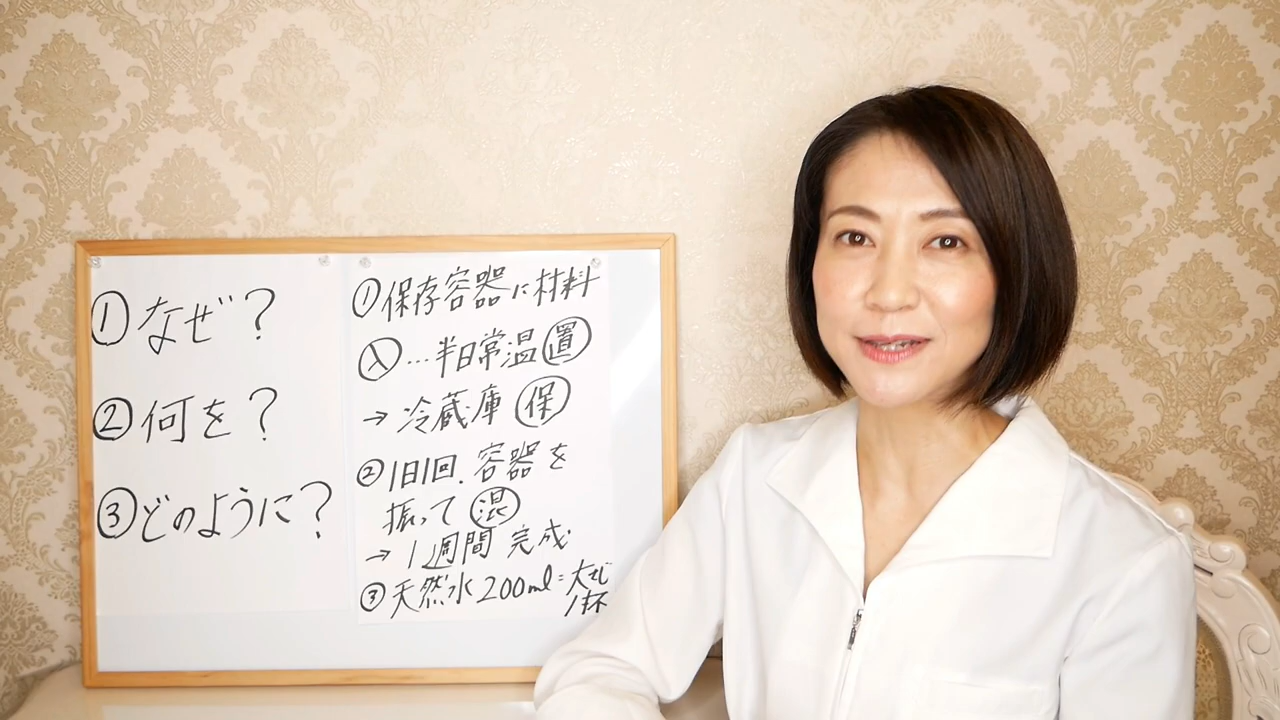 ①なぜ？
②何を？
③どのように？
①保存容器に材料
入…半日常温置
→冷蔵庫保
②1日1回.容器を
振って混
→1週間完成
③天然水200ml=大さじ
1杯